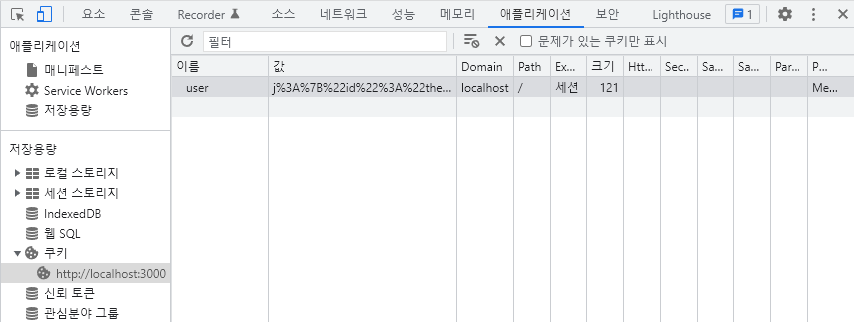 요소 콘솔 Recorder 소스 네트워크 성능 메모리 애플리케이션 보안 Lighthouse 1
애플리케이션
매니페스트
Service Workers
저장용량
저장용량
로컬 스토리지
세션 스토리지
IndexedDB
웹 SQL
쿠키
http://localhost:3000
신뢰 토큰
관심분야 그룹
필터 문제가 있는 쿠키만 표시
이름 값 Domain Path Ex... 크기 Htt... Sec... Sa... Sa... Par... P...
user j%3A%7B%22id%22%3A%22the... localhost / 세션 121 Me...